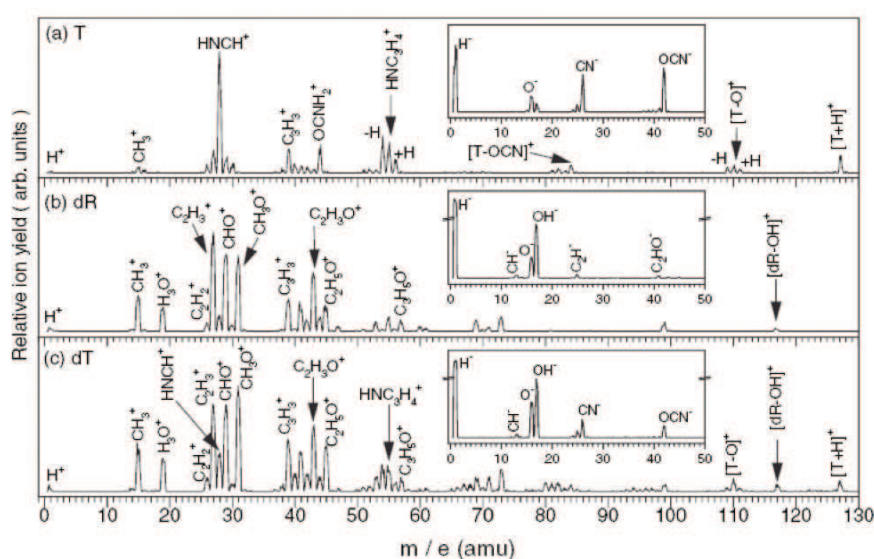 Relative ion yield ( arb. units )
(a) T
H⁺
CH₃⁺
HNCH⁺
C₃H₃⁺
OCNH₂⁺
-H
HNC₃H₄⁺
+H
[T-OCN]⁺
-H
[T-O]⁺
+H
[T+H]⁺
H⁻
O⁻
CN⁻
OCN⁻
0 10 20 30 40 50
(b) dR
H⁺
CH₃⁺
H₃O⁺
C₂H₂⁺
C₂H₃⁺
CHO⁺
CH₃O⁺
C₃H₃⁺
C₂H₃O⁺
C₂H₅O⁺
C₃H₅O⁺
[dR-OH]⁺
H⁻
CH⁻
O⁻
OH⁻
C₂H⁻
C₂HO⁻
0 10 20 30 40 50
(c) dT
H⁺
CH₃⁺
H₃O⁺
HNCH⁺
C₂H₂⁺
C₂H₃⁺
CHO⁺
CH₃O⁺
C₃H₃⁺
C₂H₃O⁺
C₂H₅O⁺
HNC₃H₄⁺
C₃H₅O⁺
[T-O]⁺
[dR-OH]⁺
[T+H]⁺
H⁻
CH⁻
O⁻
OH⁻
CN⁻
OCN⁻
0 10 20 30 40 50
0 10 20 30 40 50 60 70 80 90 100 110 120 130
m / e (amu)